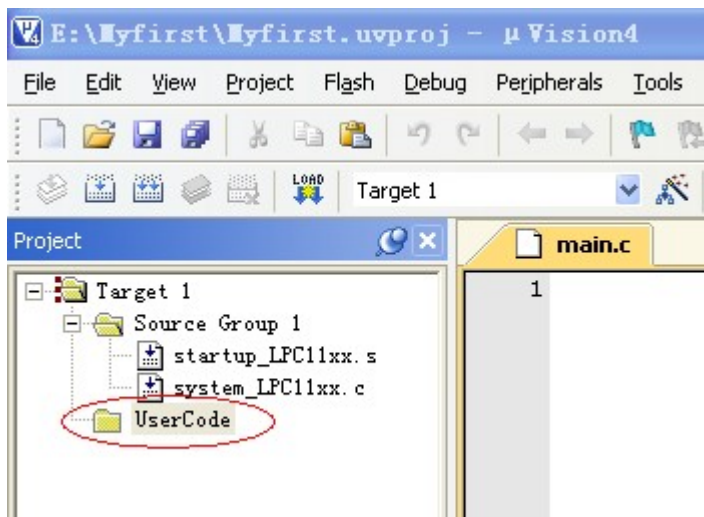 E:\Myfirst\Myfirst.uvproj - µVision4
File Edit View Project Flash Debug Peripherals Tools
LOAD Target 1
Project
main.c
Target 1
1
Source Group 1
startup_LPC11xx.s
system_LPC11xx.c
UserCode